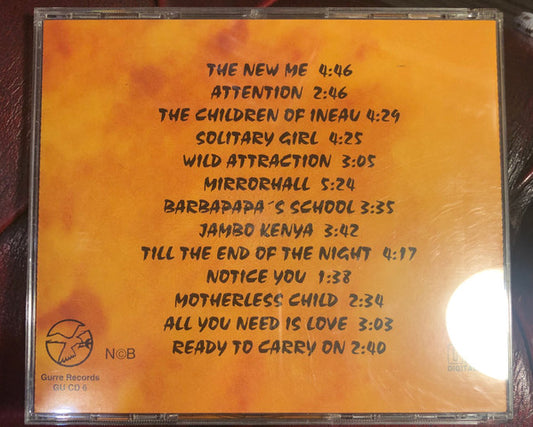 THE NEW ME 4:46
ATTENTION 2:46
THE CHILDREN OF INEAU 4:29
SOLITARY GIRL 4:25
WILD ATTRACTION 3:05
MIRRORHALL 5:24
BARBAPAPA´S SCHOOL 3:35
JAMBO KENYA 3:42
TILL THE END OF THE NIGHT 4:17
NOTICE YOU 1:38
MOTHERLESS CHILD 2:34
ALL YOU NEED IS LOVE 3:03
READY TO CARRY ON 2:40
N©B
Gurre Records
GU CD 6